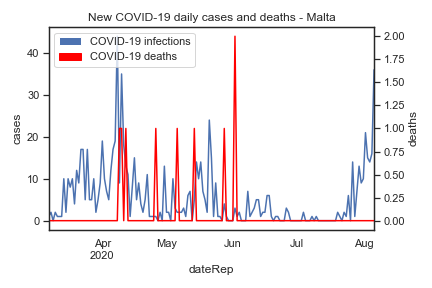 New COVID-19 daily cases and deaths - Malta
COVID-19 infections
COVID-19 deaths
40
30
20
10
0
cases
2.00
1.75
1.50
1.25
1.00
0.75
0.50
0.25
0.00
deaths
Apr May Jun Jul Aug
2020
dateRep